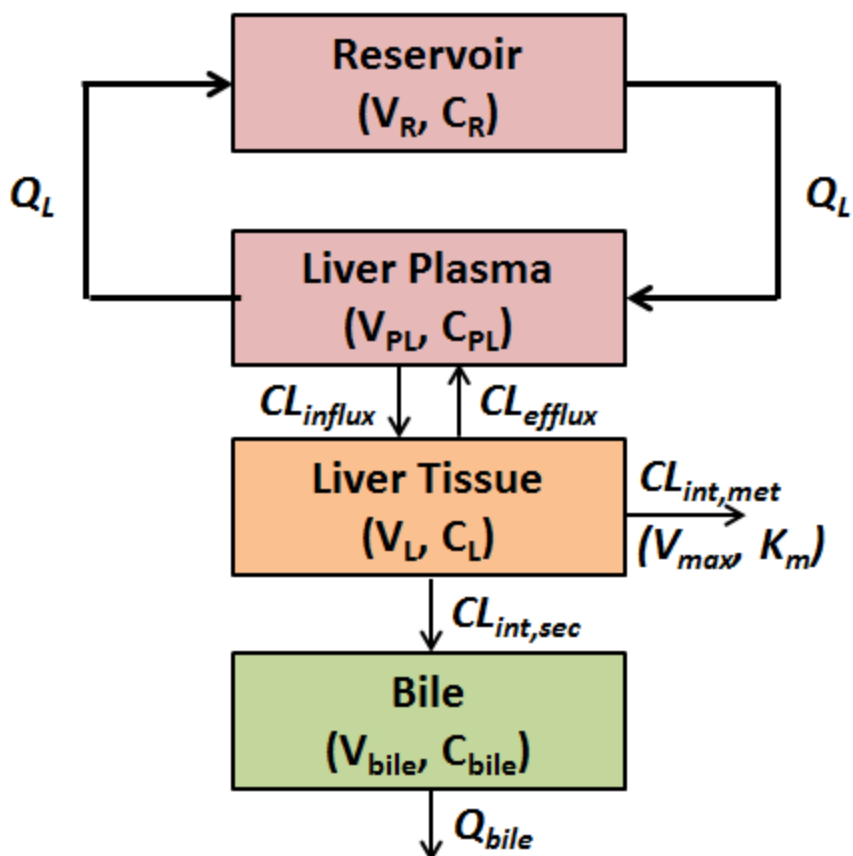 Reservoir
(V_R, C_R)
Q_L
Q_L
Liver Plasma
(V_PL, C_PL)
CL_influx
CL_efflux
Liver Tissue
(V_L, C_L)
CL_int,met
(V_max, K_m)
CL_int,sec
Bile
(V_bile, C_bile)
Q_bile